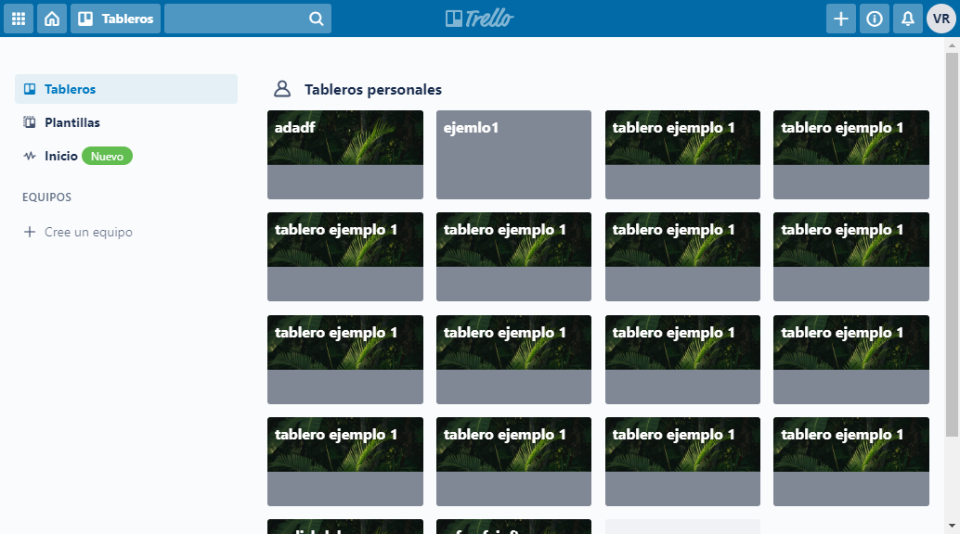 Tableros
Trello
VR
Tableros
Plantillas
Inicio Nuevo
EQUIPOS
Cree un equipo
Tableros personales
adadf
ejemlo1
tablero ejemplo 1
tablero ejemplo 1
tablero ejemplo 1
tablero ejemplo 1
tablero ejemplo 1
tablero ejemplo 1
tablero ejemplo 1
tablero ejemplo 1
tablero ejemplo 1
tablero ejemplo 1
tablero ejemplo 1
tablero ejemplo 1
tablero ejemplo 1
tablero ejemplo 1